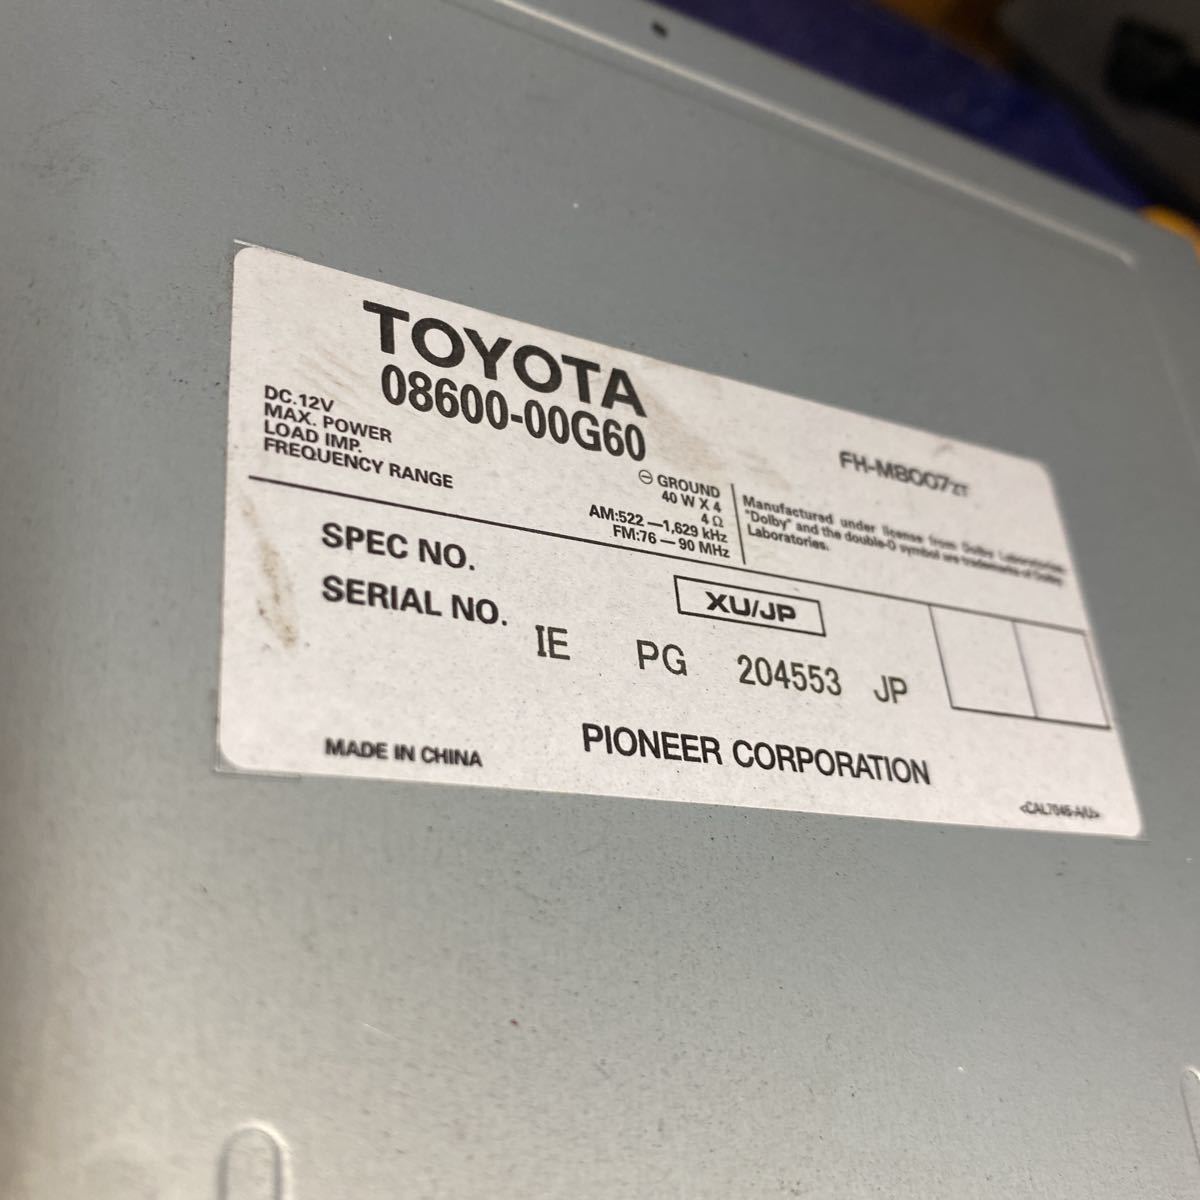 TOYOTA
08600-00G60
FH-M8007ZT
DC.12V
⊖ GROUND
MAX. POWER
40 W X 4
LOAD IMP.
4 Ω
FREQUENCY RANGE
AM:522 — 1,629 kHz
FM:76 — 90 MHz
Manufactured under license from Dolby Laboratories.
"Dolby" and the double-D symbol are trademarks of Dolby
Laboratories.
SPEC NO.
XU/JP
SERIAL NO.
IE PG 204553 JP
MADE IN CHINA
PIONEER CORPORATION
<CAL7045-A/U>